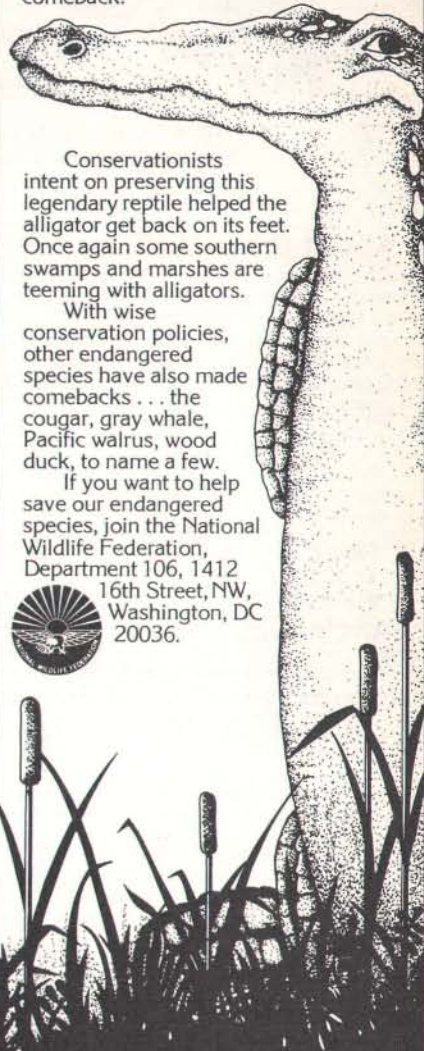 comeback.
Conservationists
intent on preserving this
legendary reptile helped the
alligator get back on its feet.
Once again some southern
swamps and marshes are
teeming with alligators.
With wise
conservation policies,
other endangered
species have also made
comebacks . . . the
cougar, gray whale,
Pacific walrus, wood
duck, to name a few.
If you want to help
save our endangered
species, join the National
Wildlife Federation,
Department 106, 1412
16th Street, NW,
Washington, DC
20036.
NATIONAL WILDLIFE FEDERATION